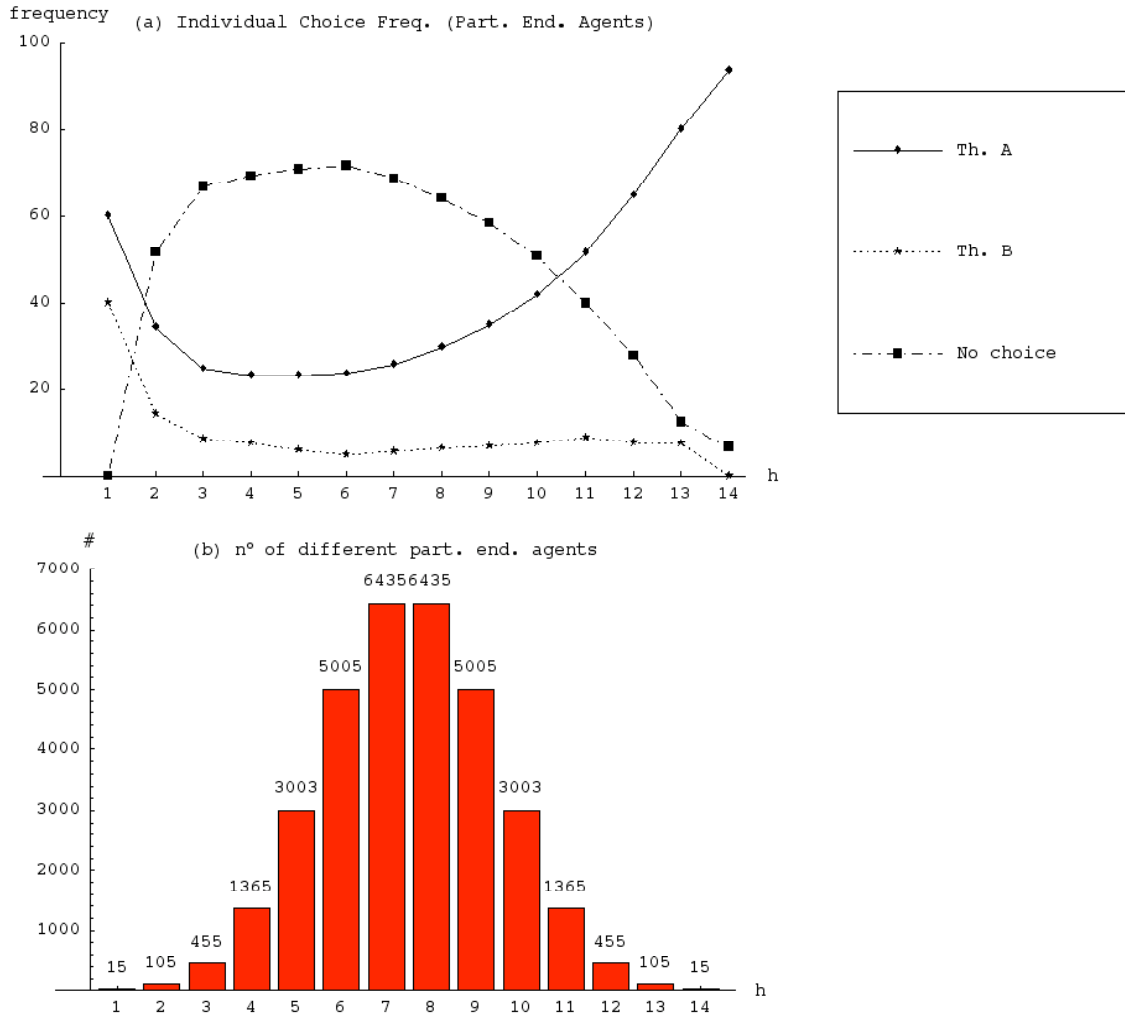 frequency
(a) Individual Choice Freq. (Part. End. Agents)
100
80
60
40
20
1 2 3 4 5 6 7 8 9 10 11 12 13 14
h
Th. A
Th. B
No choice
#
(b) nº of different part. end. agents
7000
6000
5000
4000
3000
2000
1000
15 105 455 1365 3003 5005 6435 6435 5005 3003 1365 455 105 15
1 2 3 4 5 6 7 8 9 10 11 12 13 14
h